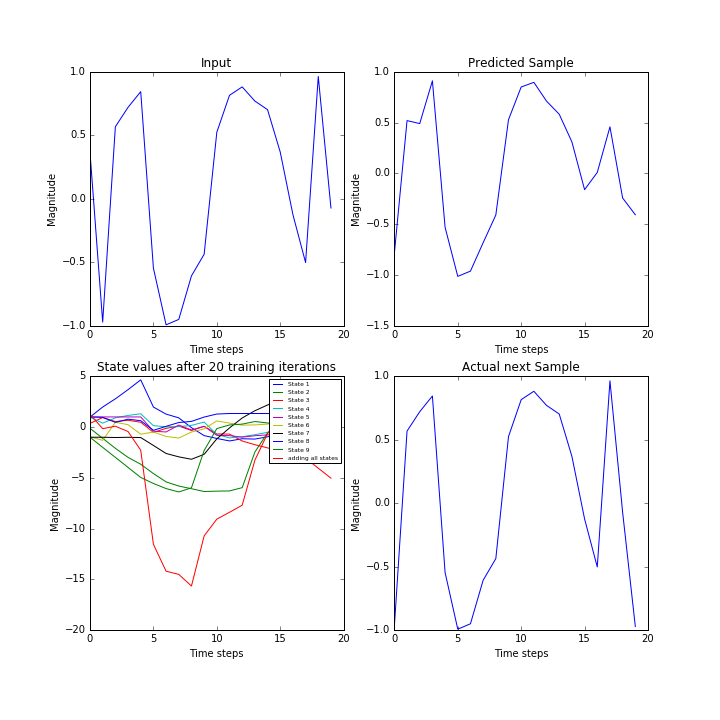 Input
Magnitude
1.0
0.5
0.0
−0.5
−1.0
0 5 10 15 20
Time steps
Predicted Sample
Magnitude
1.0
0.5
0.0
−0.5
−1.0
−1.5
0 5 10 15 20
Time steps
State values after 20 training iterations
Magnitude
5
0
−5
−10
−15
−20
0 5 10 15 20
Time steps
State 1
State 2
State 3
State 4
State 5
State 6
State 7
State 8
State 9
adding all states
Actual next Sample
Magnitude
1.0
0.5
0.0
−0.5
−1.0
0 5 10 15 20
Time steps